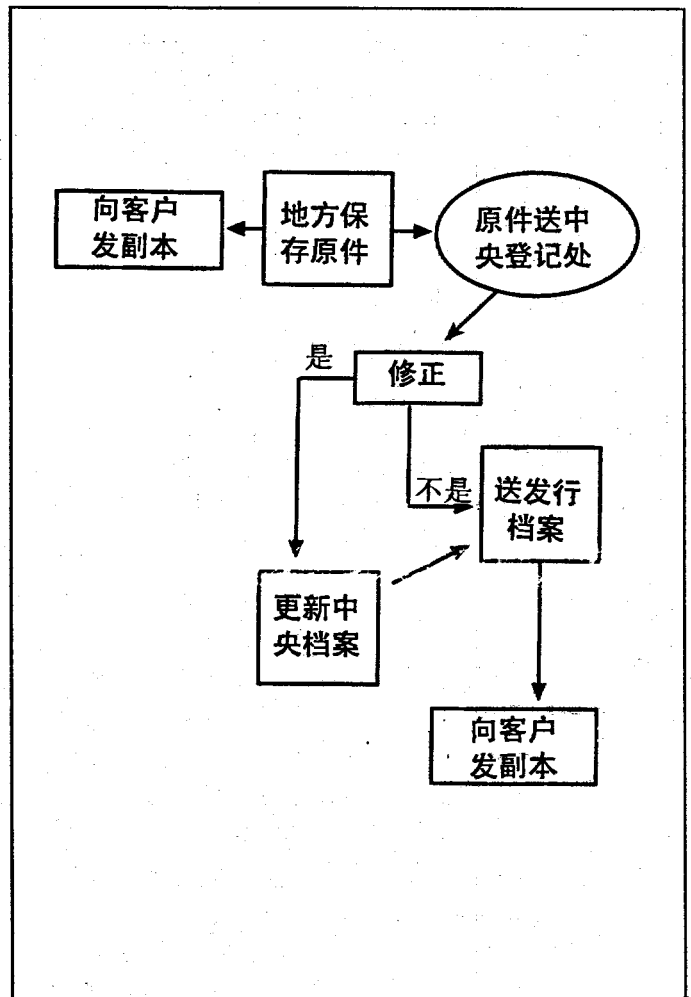 向客户
发副本
地方保
存原件
原件送中
央登记处
是
修正
不是
送发行
档案
更新中
央档案
向客户
发副本